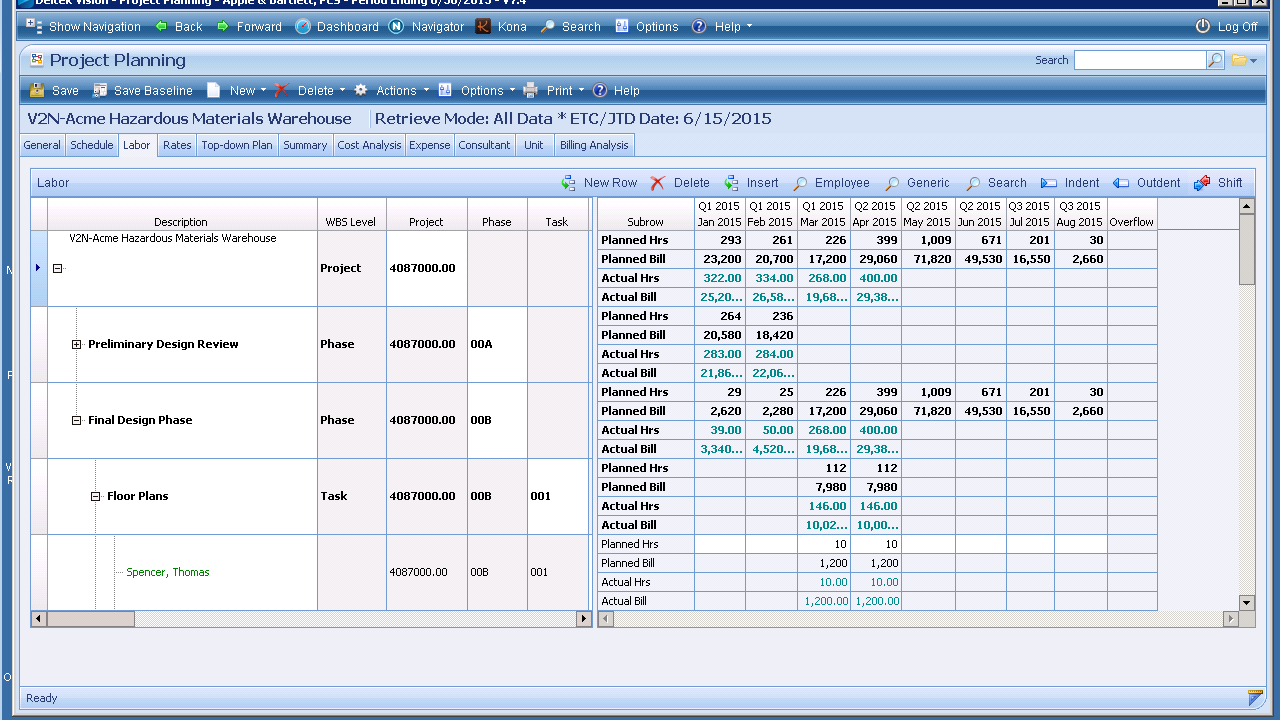 Deltek Vision - Project Planning - Apple & Bartlett, PCS - Period Ending 6/30/2015 - V7.4
Show Navigation Back Forward Dashboard Navigator Kona Search Options Help Log Off
Project Planning Search
Save Save Baseline New Delete Actions Options Print Help
V2N-Acme Hazardous Materials Warehouse Retrieve Mode: All Data * ETC/JTD Date: 6/15/2015
General Schedule Labor Rates Top-down Plan Summary Cost Analysis Expense Consultant Unit Billing Analysis
Labor New Row Delete Insert Employee Generic Search Indent Outdent Shift
Q1 2015 Q1 2015 Q1 2015 Q2 2015 Q2 2015 Q2 2015 Q3 2015 Q3 2015
Description WBS Level Project Phase Task Subrow Jan 2015 Feb 2015 Mar 2015 Apr 2015 May 2015 Jun 2015 Jul 2015 Aug 2015 Overflow
V2N-Acme Hazardous Materials Warehouse Planned Hrs 293 261 226 399 1,009 671 201 30
Planned Bill 23,200 20,700 17,200 29,060 71,820 49,530 16,550 2,660
Project 4087000.00 Actual Hrs 322.00 334.00 268.00 400.00
Actual Bill 25,20... 26,58... 19,68... 29,38...
Planned Hrs 264 236
Planned Bill 20,580 18,420
Preliminary Design Review Phase 4087000.00 00A Actual Hrs 283.00 284.00
Actual Bill 21,86... 22,06...
Planned Hrs 29 25 226 399 1,009 671 201 30
Planned Bill 2,620 2,280 17,200 29,060 71,820 49,530 16,550 2,660
Final Design Phase Phase 4087000.00 00B Actual Hrs 39.00 50.00 268.00 400.00
Actual Bill 3,340... 4,520... 19,68... 29,38...
Planned Hrs 112 112
Planned Bill 7,980 7,980
Floor Plans Task 4087000.00 00B 001 Actual Hrs 146.00 146.00
Actual Bill 10,02... 10,00...
Planned Hrs 10 10
Planned Bill 1,200 1,200
Spencer, Thomas 4087000.00 00B 001 Actual Hrs 10.00 10.00
Actual Bill 1,200.00 1,200.00
Ready